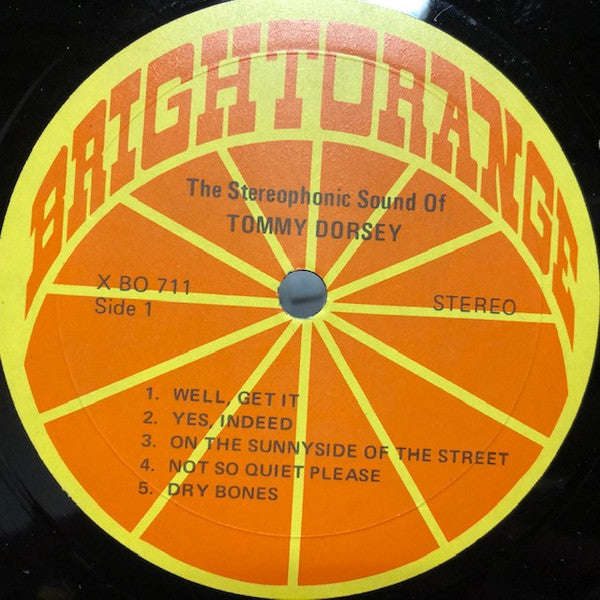 BRIGHTORANGE
The Stereophonic Sound Of
TOMMY DORSEY
X BO 711
Side 1
STEREO
1. WELL, GET IT
2. YES, INDEED
3. ON THE SUNNYSIDE OF THE STREET
4. NOT SO QUIET PLEASE
5. DRY BONES